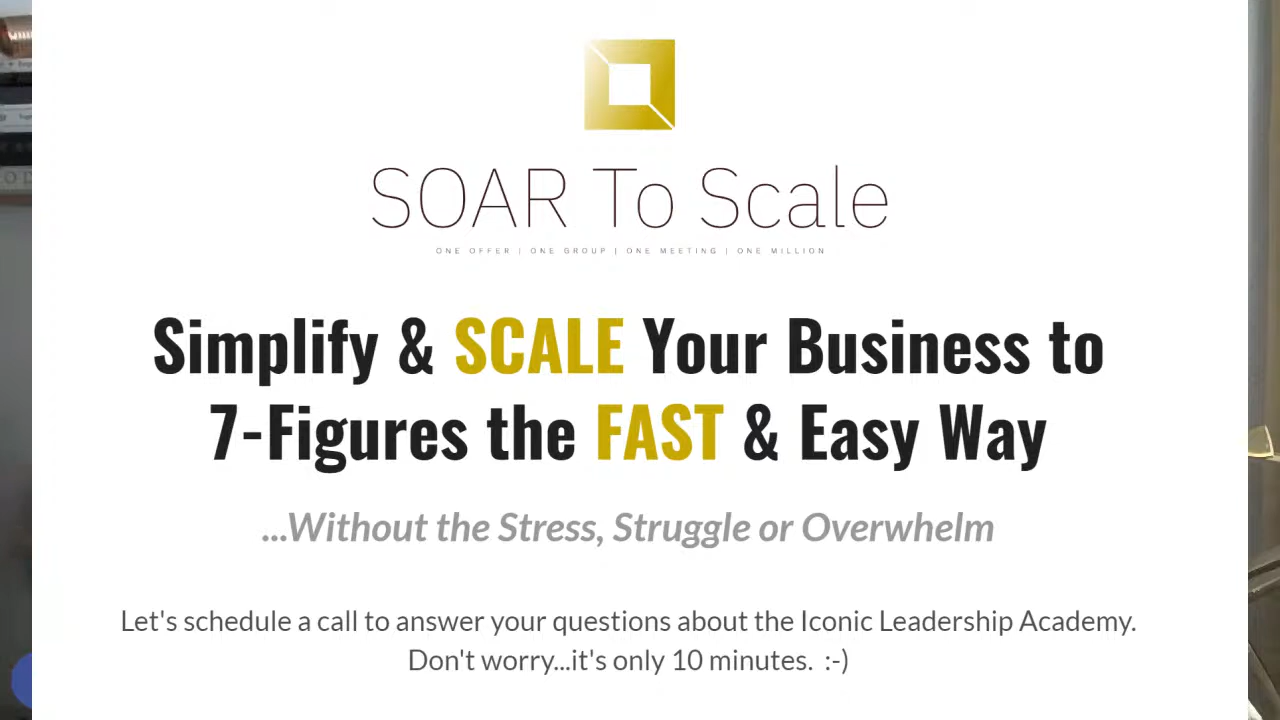 SOAR To Scale
ONE OFFER | ONE GROUP | ONE MEETING | ONE MILLION
Simplify & SCALE Your Business to
7-Figures the FAST & Easy Way
...Without the Stress, Struggle or Overwhelm
Let's schedule a call to answer your questions about the Iconic Leadership Academy.
Don't worry...it's only 10 minutes. :-)